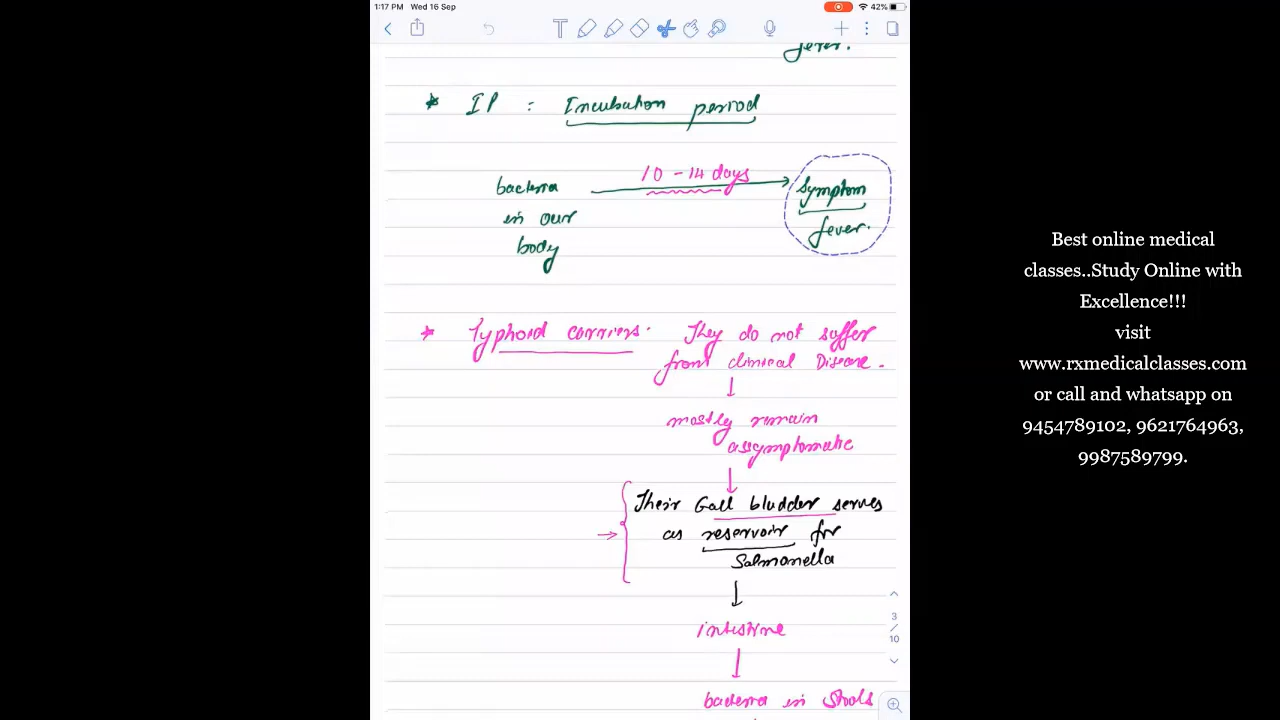 1:17 PM Wed 16 Sep
42%
T
fever.
* IP : Incubation period
10 - 14 days
bacteria
in our
body
Symptom
fever.
* Typhoid carriers. They do not suffer
from clinical Disease.
mostly remain
assymptomatic
Their Gall bladder serves
as reservoir for
Salmonella
intestine
bacteria in Stools
3
/
10
Best online medical
classes..Study Online with
Excellence!!!
visit
www.rxmedicalclasses.com
or call and whatsapp on
9454789102, 9621764963,
9987589799.